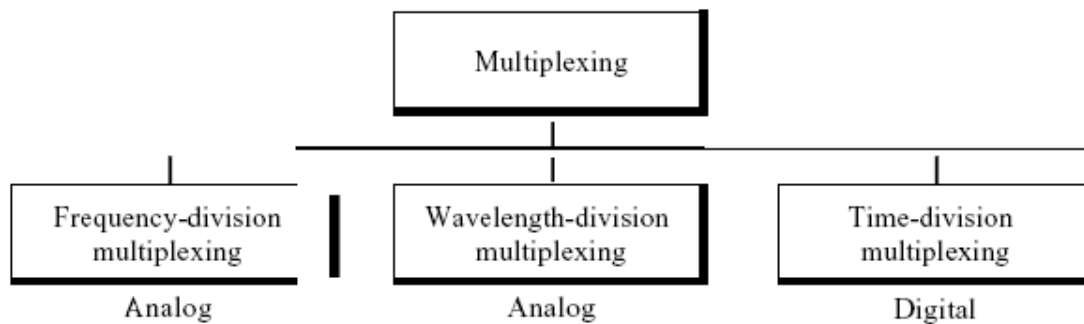 Multiplexing
Frequency-division
multiplexing
Wavelength-division
multiplexing
Time-division
multiplexing
Analog
Analog
Digital